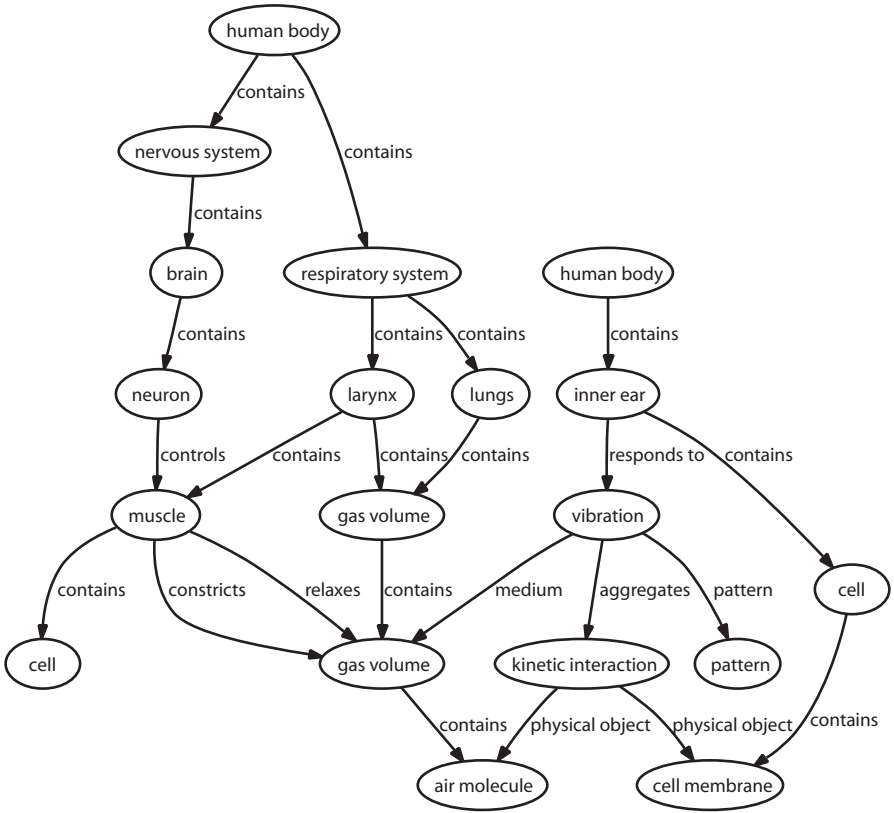 human body
contains
nervous system
contains
contains
brain
respiratory system
human body
contains
contains
contains
contains
neuron
larynx
lungs
inner ear
controls
contains
contains
contains
responds to
contains
muscle
gas volume
vibration
contains
constricts
relaxes
contains
medium
aggregates
pattern
cell
cell
gas volume
kinetic interaction
pattern
contains
physical object
physical object
contains
air molecule
cell membrane